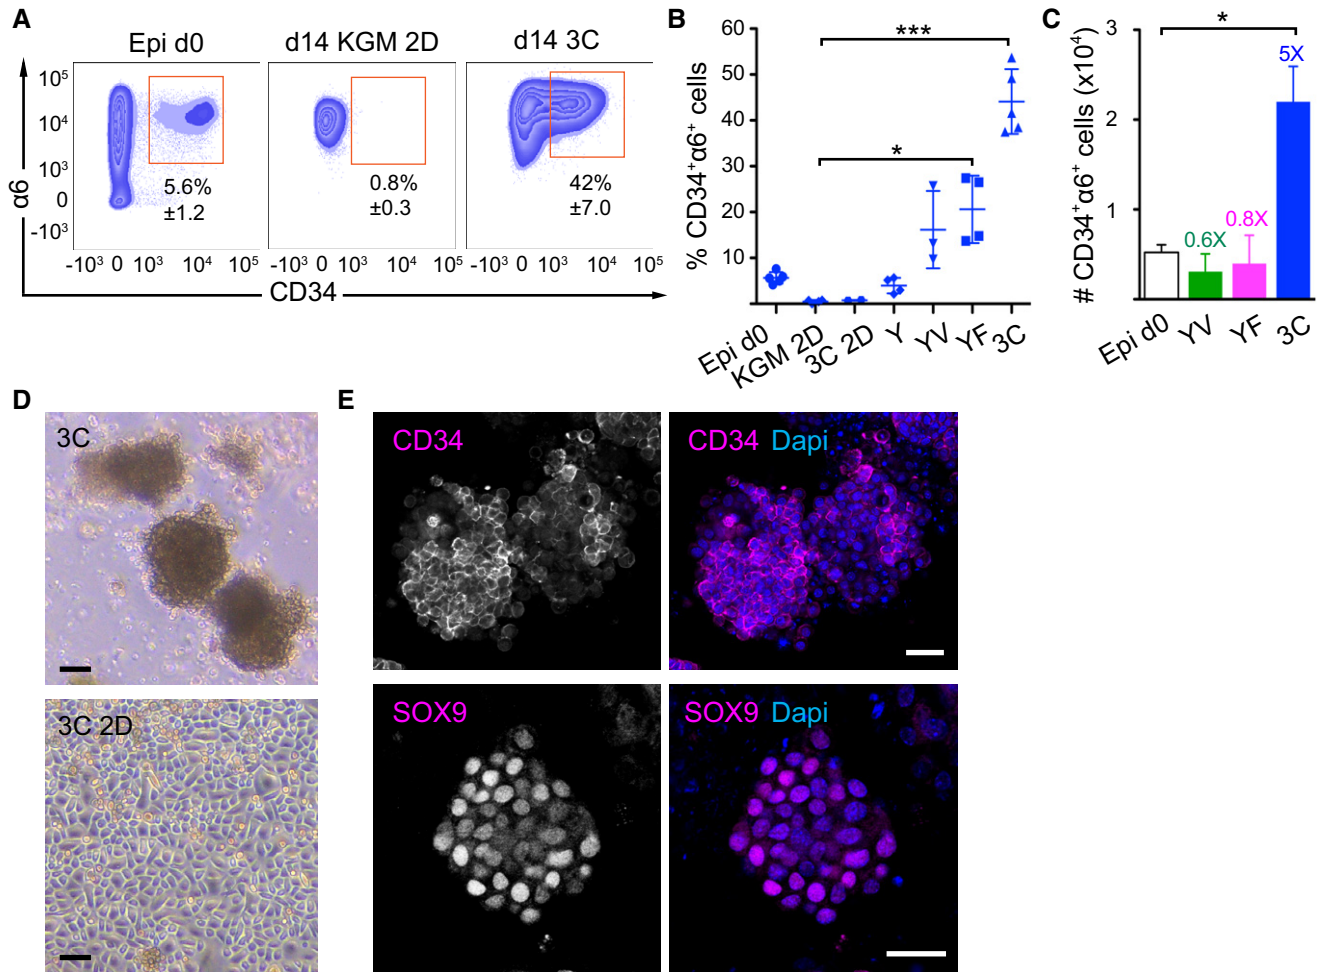 A
Epi d0
d14 KGM 2D
d14 3C
α6
10⁵
10⁴
10³
0
-10³
5.6%
±1.2
0.8%
±0.3
42%
±7.0
-10³ 0 10³ 10⁴ 10⁵
-10³ 0 10³ 10⁴ 10⁵
-10³ 0 10³ 10⁴ 10⁵
CD34
B
% CD34⁺α6⁺ cells
60
50
40
30
20
10
***
*
Epi d0
KGM 2D
3C 2D
Y
YV
YF
3C
C
# CD34⁺α6⁺ cells (x10⁴)
3
2
1
*
0.6X
0.8X
5X
Epi d0
YV
YF
3C
D
3C
3C 2D
E
CD34
CD34 Dapi
SOX9
SOX9 Dapi